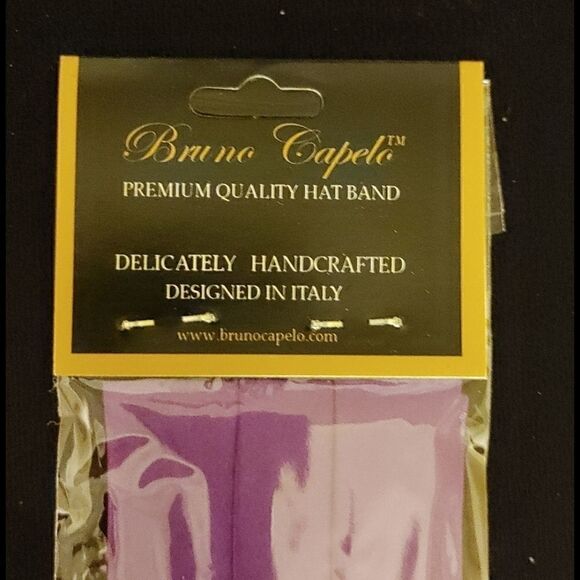 Bruno Capelo™
PREMIUM QUALITY HAT BAND
DELICATELY HANDCRAFTED
DESIGNED IN ITALY
www.brunocapelo.com